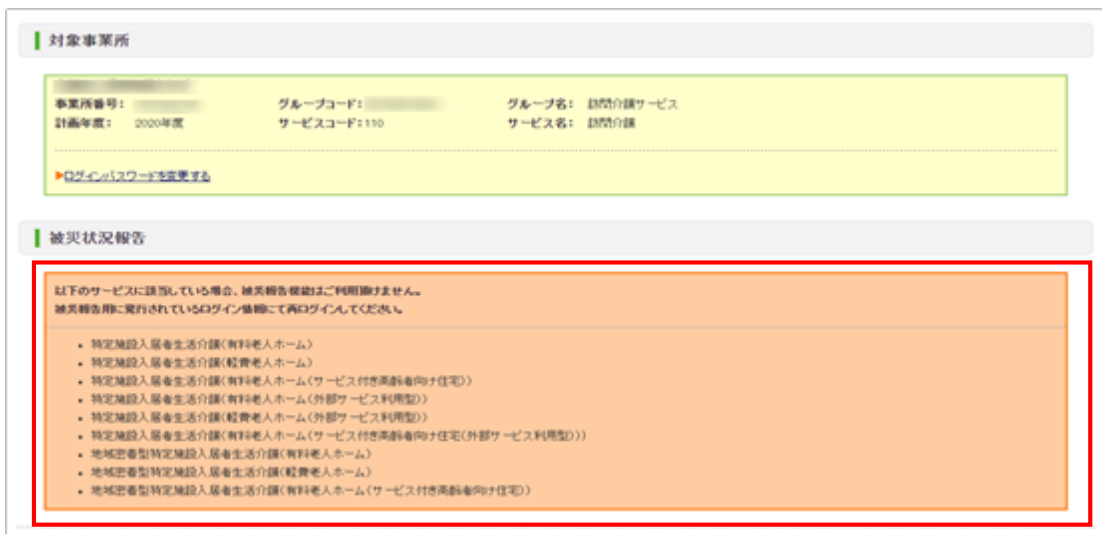 対象事業所
事業所番号:
グループコード:
グループ名: 訪問介護サービス
計画年度: 2020年度
サービスコード:110
サービス名: 訪問介護
▶ログインパスワードを変更する
被災状況報告
以下のサービスに該当している場合、被災報告機能はご利用頂けません。
被災報告用に発行されているログイン情報にて再ログインしてください。
• 特定施設入居者生活介護(有料老人ホーム)
• 特定施設入居者生活介護(軽費老人ホーム)
• 特定施設入居者生活介護(有料老人ホーム(サービス付き高齢者向け住宅))
• 特定施設入居者生活介護(有料老人ホーム(外部サービス利用型))
• 特定施設入居者生活介護(軽費老人ホーム(外部サービス利用型))
• 特定施設入居者生活介護(有料老人ホーム(サービス付き高齢者向け住宅(外部サービス利用型)))
• 地域密着型特定施設入居者生活介護(有料老人ホーム)
• 地域密着型特定施設入居者生活介護(軽費老人ホーム)
• 地域密着型特定施設入居者生活介護(有料老人ホーム(サービス付き高齢者向け住宅))